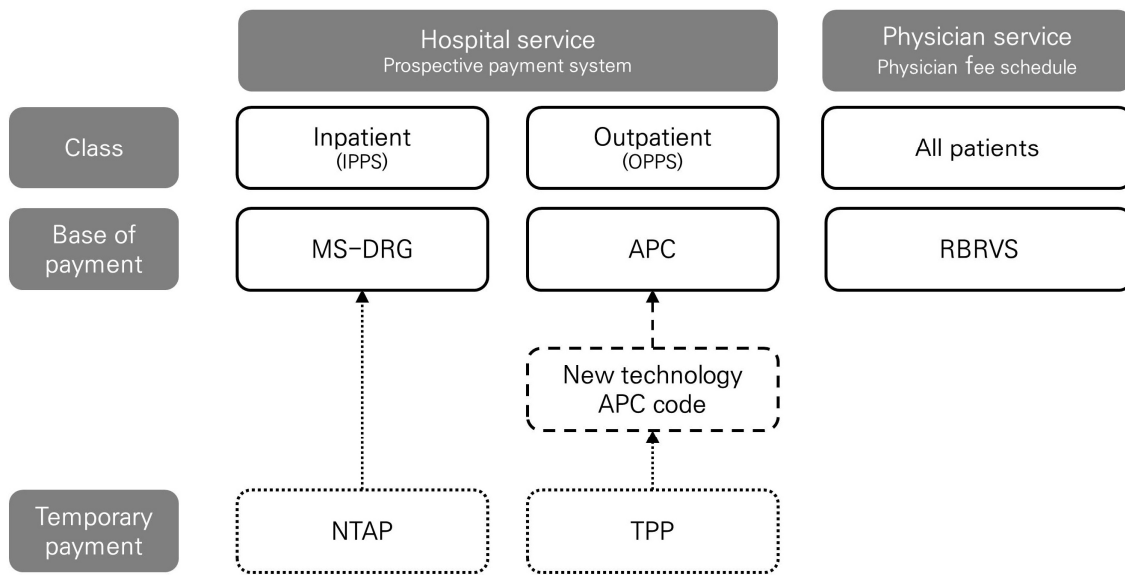 Hospital service
Prospective payment system
Physician service
Physician fee schedule
Class
Inpatient
(IPPS)
Outpatient
(OPPS)
All patients
Base of
payment
MS-DRG
APC
RBRVS
New technology
APC code
Temporary
payment
NTAP
TPP